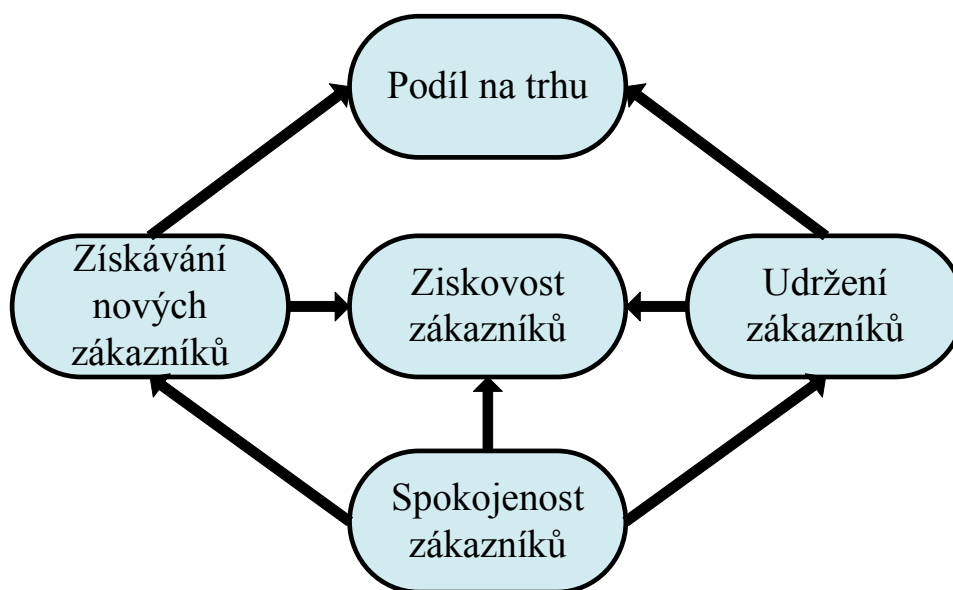 Podíl na trhu
Získávání
nových
zákazníků
Ziskovost
zákazníků
Udržení
zákazníků
Spokojenost
zákazníků